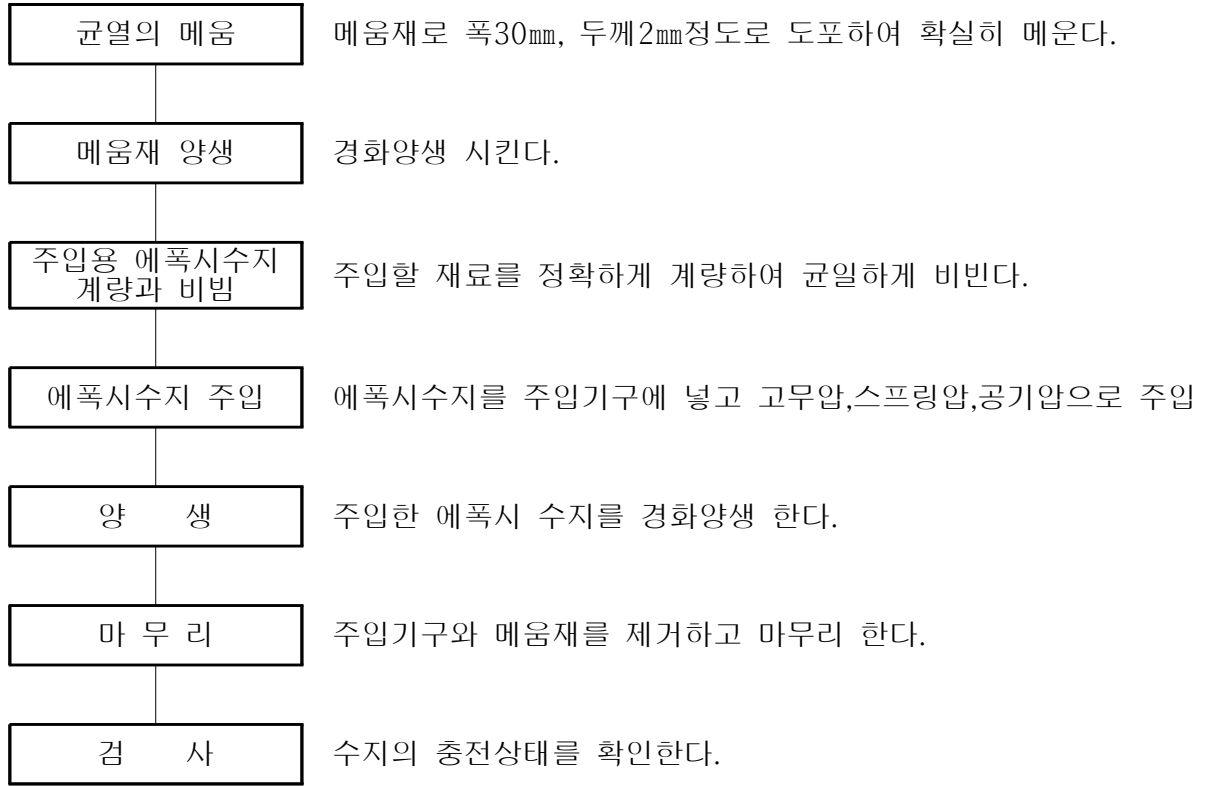 균열의 메움
메움재로 폭30㎜, 두께2㎜정도로 도포하여 확실히 메운다.
메움재 양생
경화양생 시킨다.
주입용 에폭시수지
계량과 비빔
주입할 재료를 정확하게 계량하여 균일하게 비빈다.
에폭시수지 주입
에폭시수지를 주입기구에 넣고 고무압,스프링압,공기압으로 주입
양 생
주입한 에폭시 수지를 경화양생 한다.
마 무 리
주입기구와 메움재를 제거하고 마무리 한다.
검 사
수지의 충전상태를 확인한다.